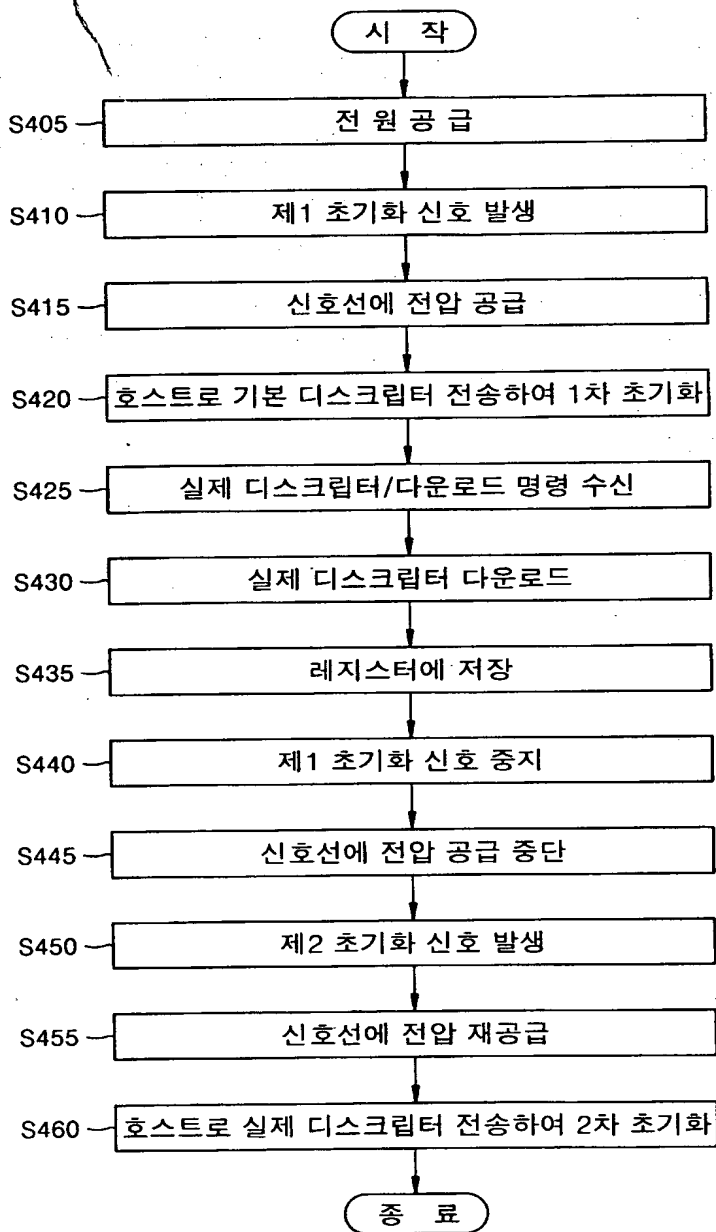 시 작
S405 전 원 공 급
S410 제1 초기화 신호 발생
S415 신호선에 전압 공급
S420 호스트로 기본 디스크립터 전송하여 1차 초기화
S425 실제 디스크립터/다운로드 명령 수신
S430 실제 디스크립터 다운로드
S435 레지스터에 저장
S440 제1 초기화 신호 중지
S445 신호선에 전압 공급 중단
S450 제2 초기화 신호 발생
S455 신호선에 전압 재공급
S460 호스트로 실제 디스크립터 전송하여 2차 초기화
종 료